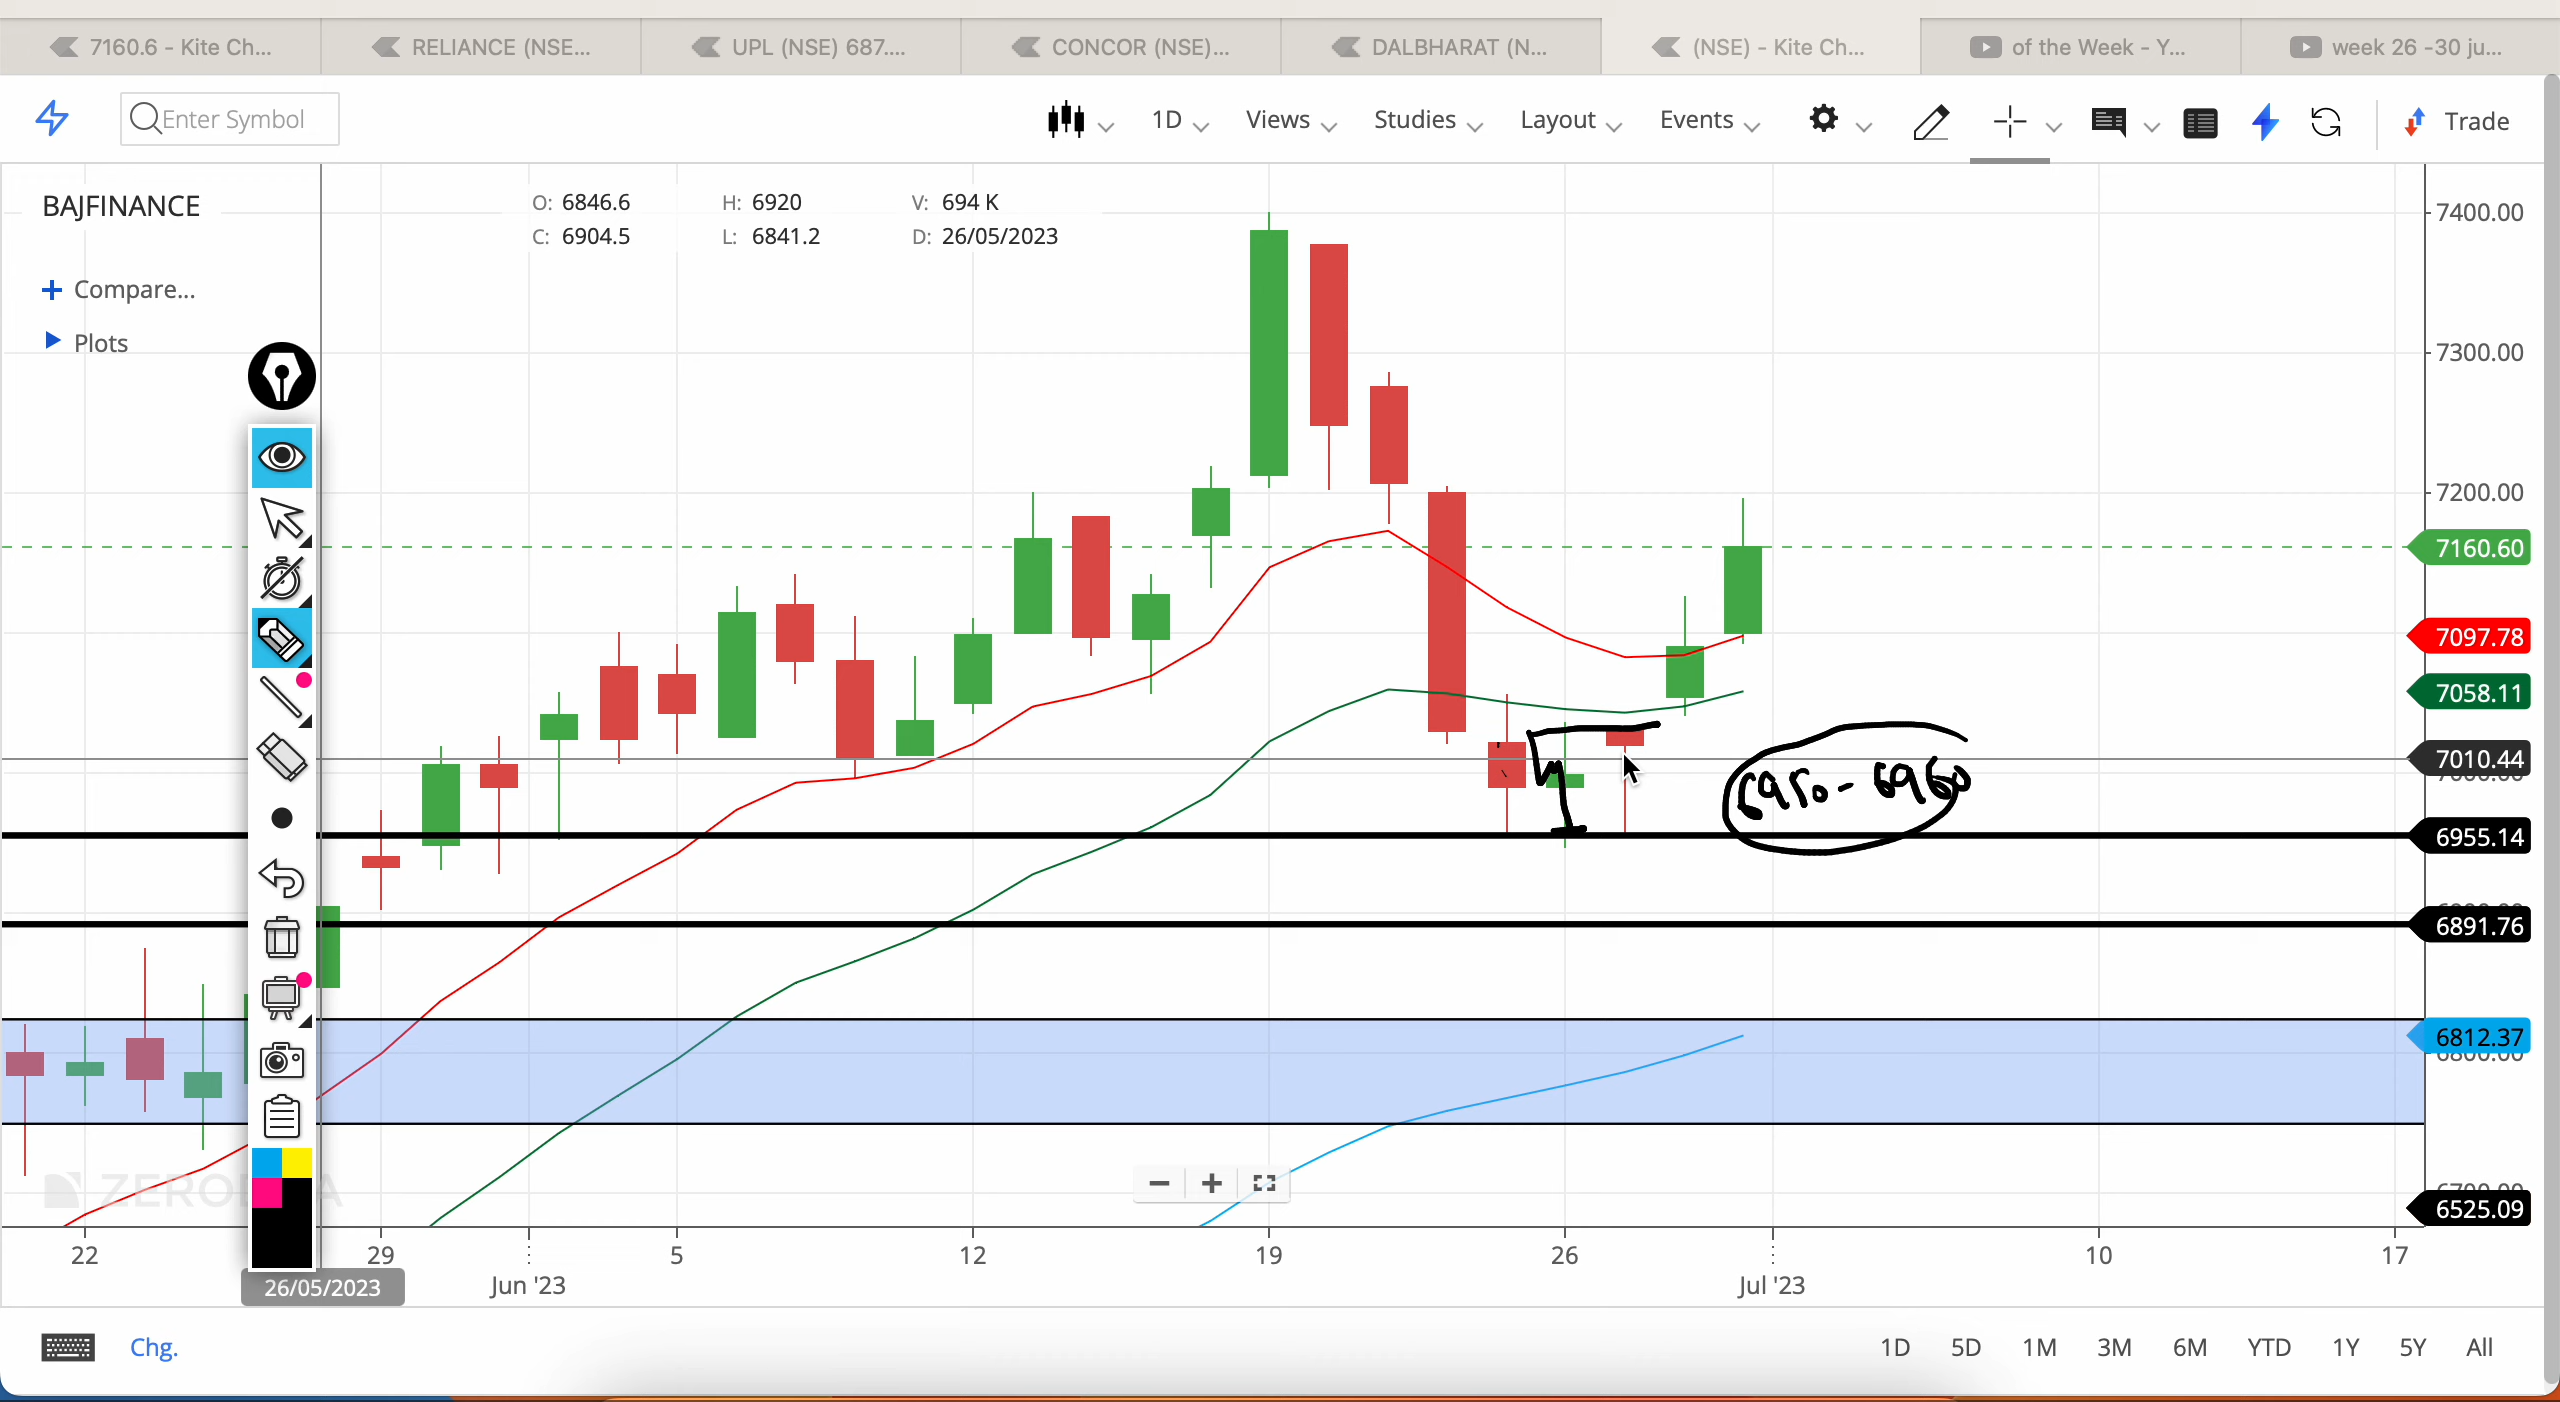 7160.6 - Kite Ch... RELIANCE (NSE... UPL (NSE) 687.... CONCOR (NSE)... DALBHARAT (N... (NSE) - Kite Ch... of the Week - Y... week 26 -30 ju...
Enter Symbol 1D Views Studies Layout Events Trade
BAJFINANCE O: 6846.6 H: 6920 V: 694 K
C: 6904.5 L: 6841.2 D: 26/05/2023
+ Compare...
Plots
7400.00
7300.00
7200.00
7160.60
7097.78
7058.11
7010.44
6950 - 6960
6955.14
6891.76
6812.37
6800.00
ZERODHA
6525.09
22 29 5 12 19 26 10 17
26/05/2023 Jun '23 Jul '23
Chg. 1D 5D 1M 3M 6M YTD 1Y 5Y All